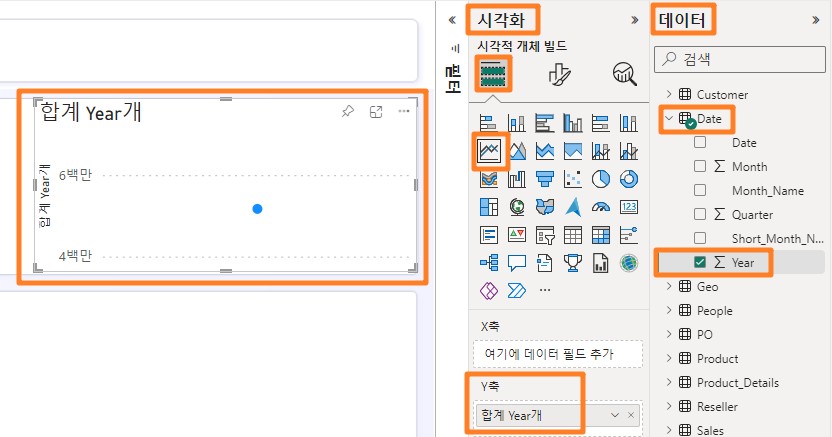 합계 Year개
합계 Year개
6백만
4백만
필터
시각화
시각적 개체 빌드
123
X축
여기에 데이터 필드 추가
Y축
합계 Year개
데이터
검색
Customer
Date
Date
Month
Month_Name
Quarter
Short_Month_N...
Year
Geo
People
PO
Product
Product_Details
Reseller
Sales